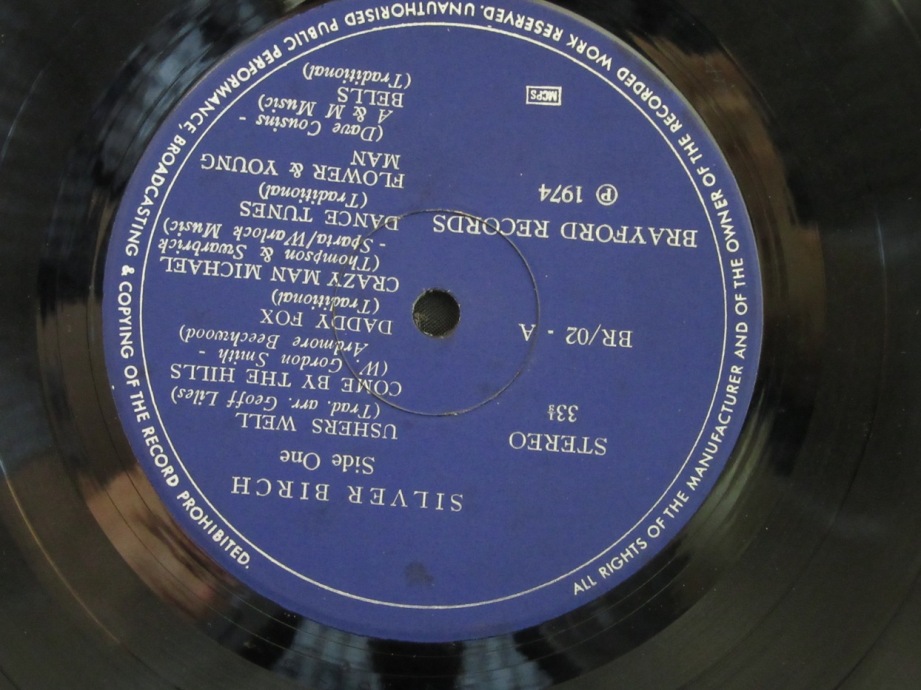 SILVER BIRCH
Side One
USHERS WELL
(Trad. arr. Geoff Liles)
COME BY THE HILLS
(W. Gordon Smith -
Ardmore Beechwood)
DADDY FOX
(Traditional)
CRAZY MAN MICHAEL
(Thompson & Swarbrick
- Sparta/Warlock Music)
DANCE TUNES
(Traditional)
FLOWER & YOUNG
MAN
(Dave Cousins -
A & M Music)
BELLS
(Traditional)
STEREO
33⅓
BR/02 - A
BRAYFORD RECORDS
℗ 1974
MCPS
ALL RIGHTS OF THE MANUFACTURER AND OF THE OWNER OF THE RECORDED WORK RESERVED. UNAUTHORISED PUBLIC PERFORMANCE, BROADCASTING & COPYING OF THE RECORD PROHIBITED.